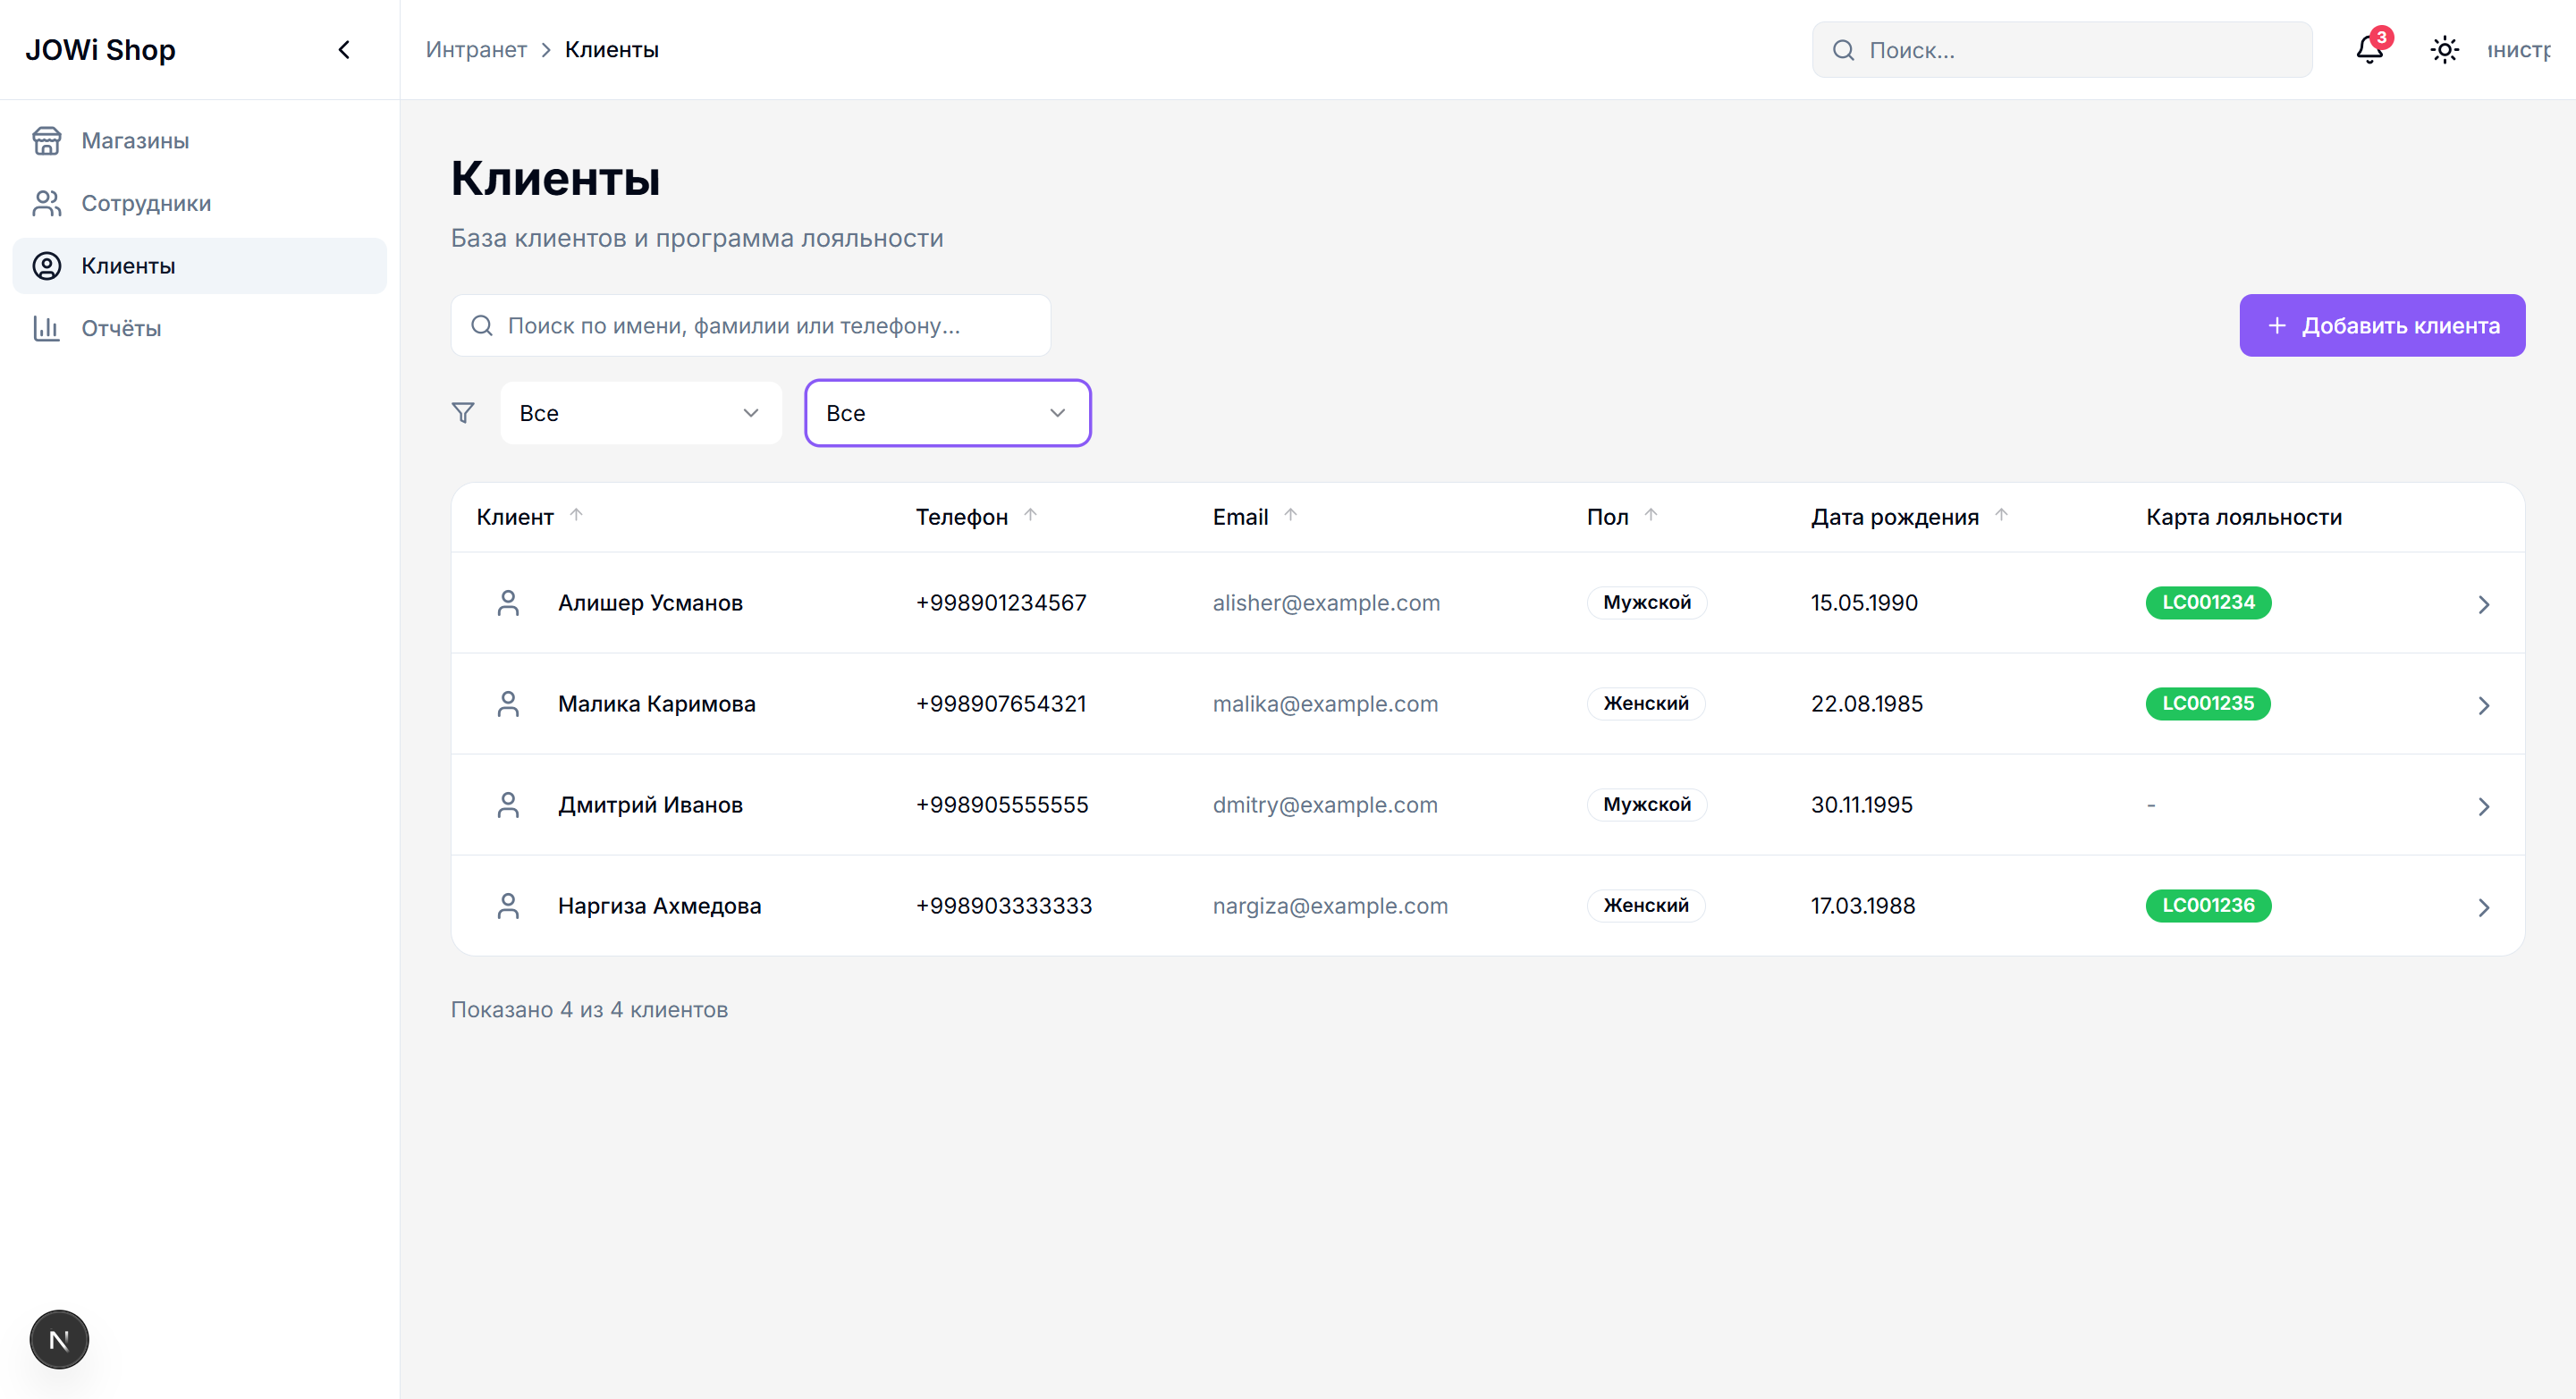 JOWi Shop
Интранет > Клиенты
Поиск...
3
Магазины
Сотрудники
Клиенты
Отчёты
Клиенты
База клиентов и программа лояльности
Поиск по имени, фамилии или телефону...
+ Добавить клиента
Все
Все
Клиент ↑ Телефон ↑ Email ↑ Пол ↑ Дата рождения ↑ Карта лояльности
Алишер Усманов +998901234567 alisher@example.com Мужской 15.05.1990 LC001234
Малика Каримова +998907654321 malika@example.com Женский 22.08.1985 LC001235
Дмитрий Иванов +998905555555 dmitry@example.com Мужской 30.11.1995 -
Наргиза Ахмедова +998903333333 nargiza@example.com Женский 17.03.1988 LC001236
Показано 4 из 4 клиентов
N